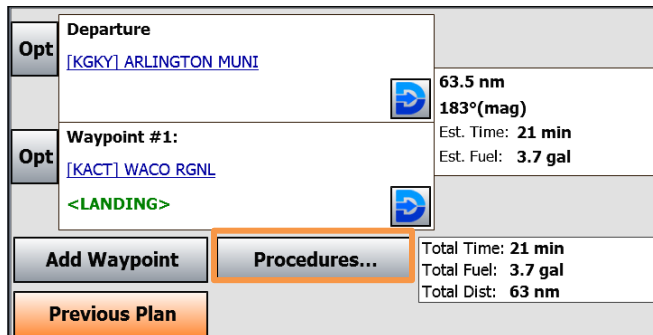 Opt
Departure
[KGKY] ARLINGTON MUNI
63.5 nm
183°(mag)
Est. Time: 21 min
Est. Fuel: 3.7 gal
Opt
Waypoint #1:
[KACT] WACO RGNL
<LANDING>
Add Waypoint
Procedures...
Total Time: 21 min
Total Fuel: 3.7 gal
Total Dist: 63 nm
Previous Plan